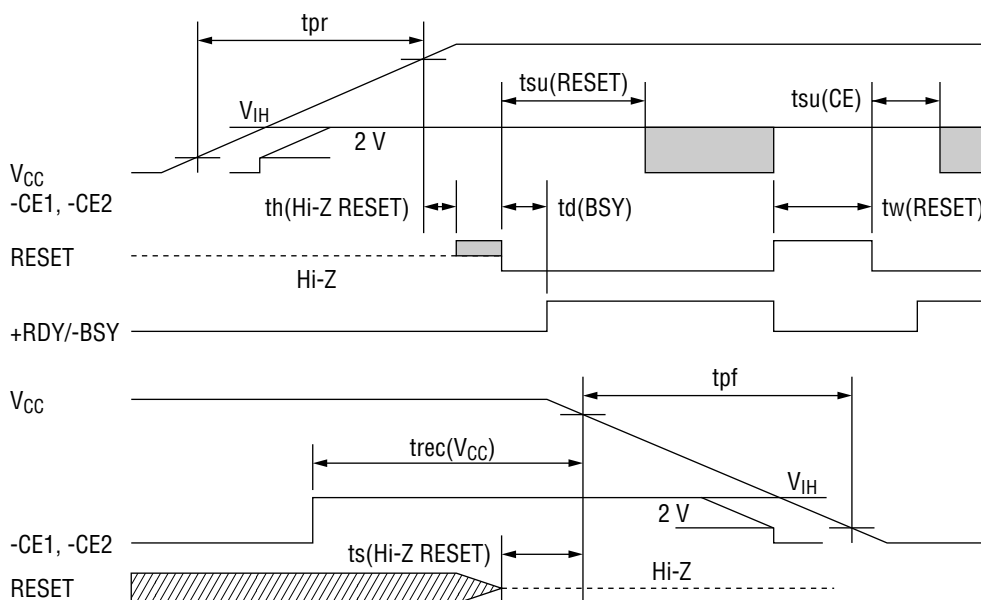 tpr
tsu(RESET)
tsu(CE)
VIH
2 V
VCC
-CE1, -CE2
th(Hi-Z RESET)
td(BSY)
tw(RESET)
RESET
Hi-Z
+RDY/-BSY
tpf
VCC
trec(VCC)
VIH
2 V
-CE1, -CE2
ts(Hi-Z RESET)
Hi-Z
RESET